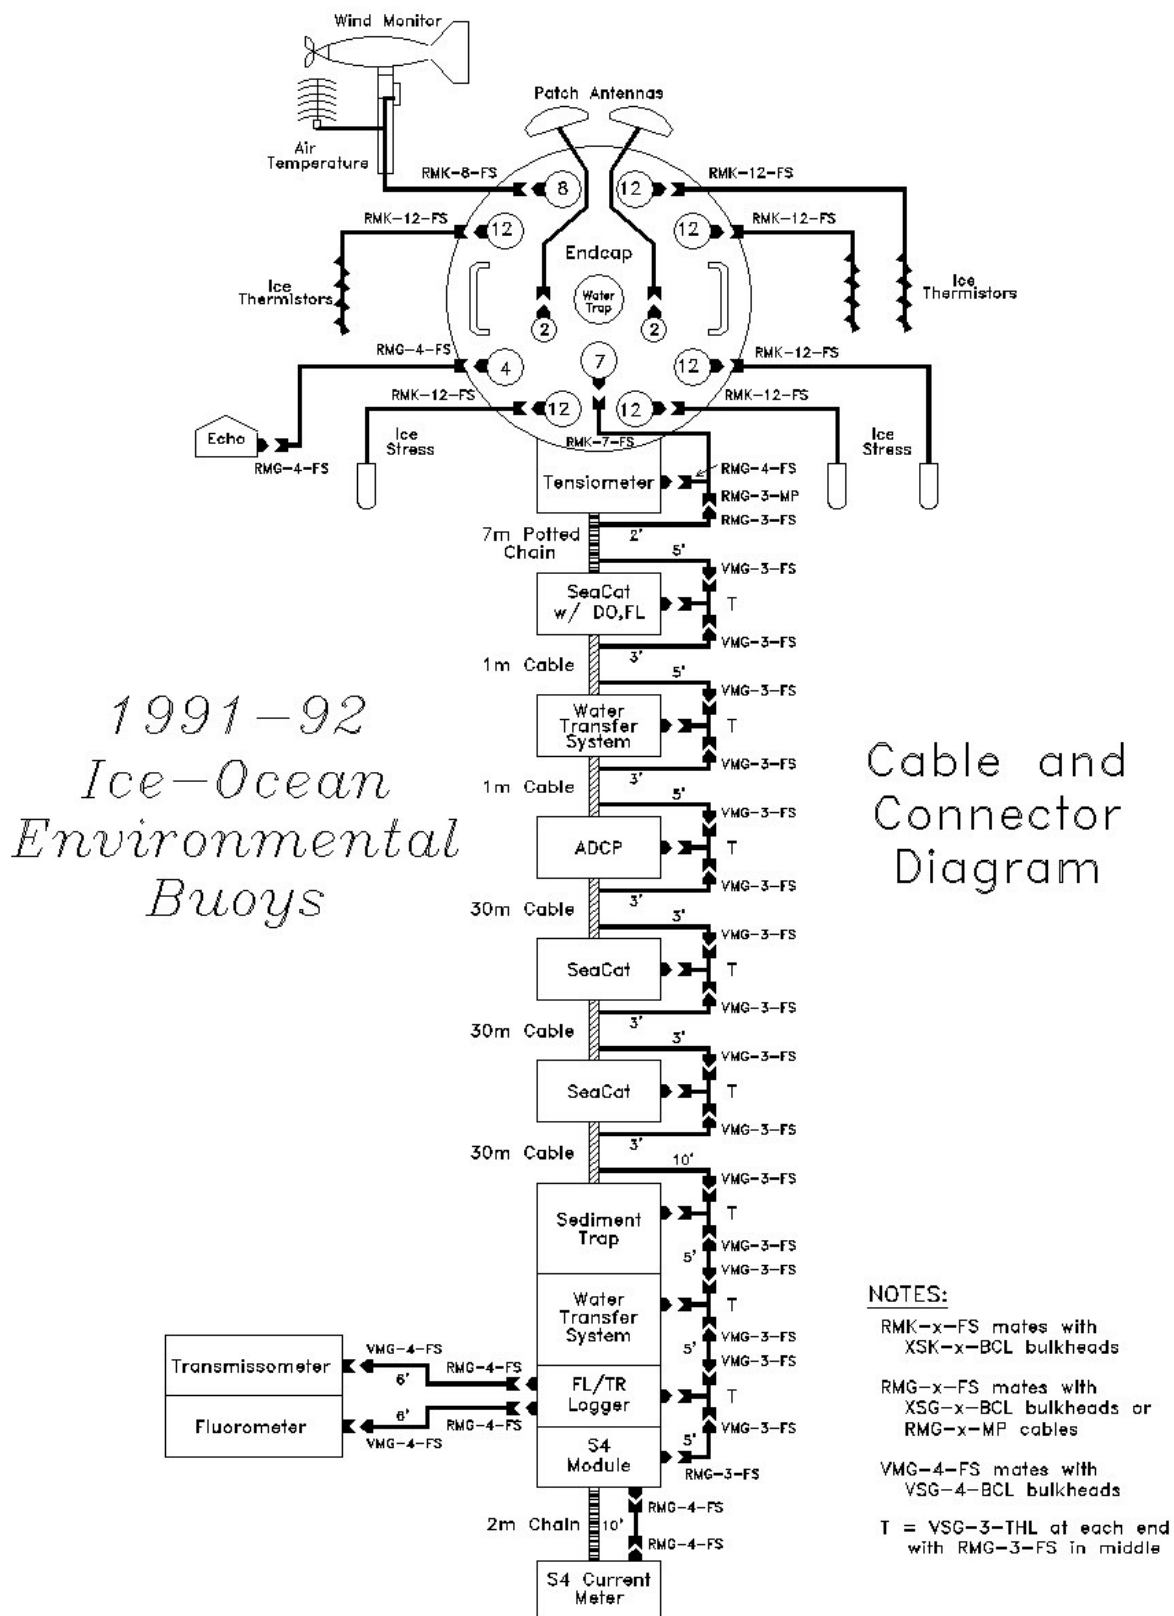 Wind Monitor
Patch Antennas
Air
Temperature
RMK-8-FS
8
12
RMK-12-FS
RMK-12-FS
12
12
RMK-12-FS
Endcap
Ice
Thermistors
Water
Trap
Ice
Thermistors
2
2
RMG-4-FS
4
7
12
RMK-12-FS
RMK-12-FS
12
12
RMK-12-FS
Echo
RMG-4-FS
Ice
Stress
RMK-7-FS
Ice
Stress
Tensiometer
RMG-4-FS
RMG-3-MP
RMG-3-FS
7m Potted
Chain
2'
5'
VMG-3-FS
SeaCat
w/ DO,FL
T
VMG-3-FS
3'
1m Cable
5'
VMG-3-FS
Water
Transfer
System
T
VMG-3-FS
3'
1m Cable
5'
VMG-3-FS
ADCP
T
VMG-3-FS
3'
30m Cable
3'
VMG-3-FS
SeaCat
T
VMG-3-FS
3'
30m Cable
3'
VMG-3-FS
SeaCat
T
VMG-3-FS
3'
30m Cable
10'
VMG-3-FS
Sediment
Trap
T
VMG-3-FS
5'
VMG-3-FS
Water
Transfer
System
T
VMG-3-FS
5'
VMG-3-FS
Transmissometer
VMG-4-FS
6'
RMG-4-FS
FL/TR
Logger
T
Fluorometer
6'
VMG-4-FS
RMG-4-FS
VMG-3-FS
5'
S4
Module
RMG-3-FS
RMG-4-FS
2m Chain
10'
RMG-4-FS
S4 Current
Meter
1991-92
Ice-Ocean
Environmental
Buoys
Cable and
Connector
Diagram
NOTES:
RMK-x-FS mates with
XSK-x-BCL bulkheads
RMG-x-FS mates with
XSG-x-BCL bulkheads or
RMG-x-MP cables
VMG-4-FS mates with
VSG-4-BCL bulkheads
T = VSG-3-THL at each end
with RMG-3-FS in middle